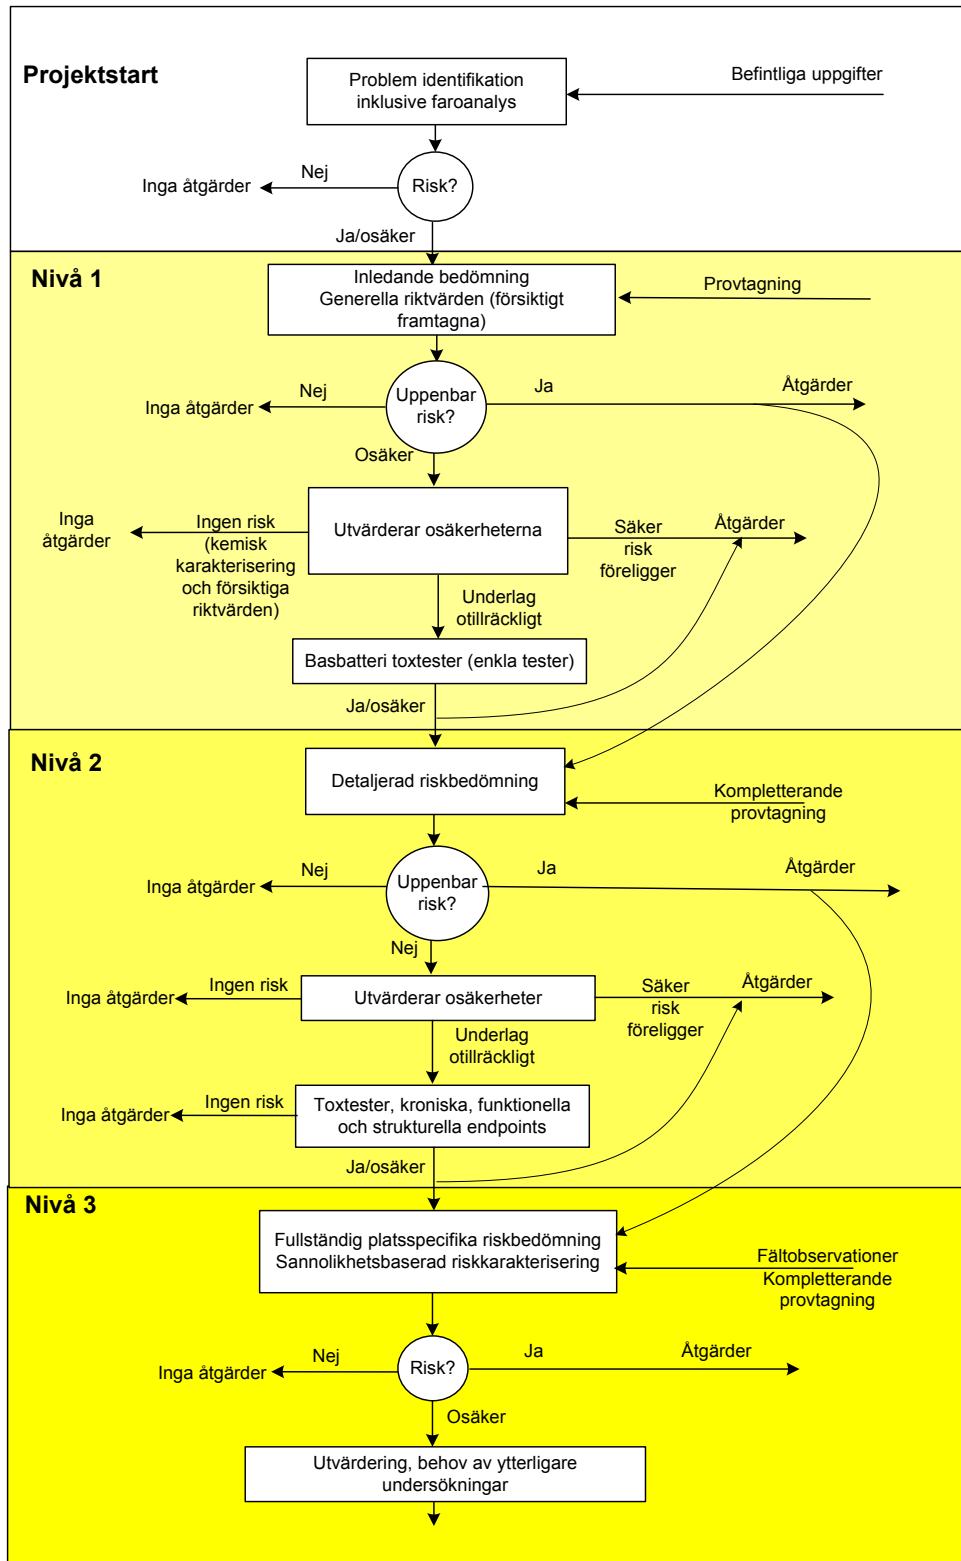 Projektstart
Problem identifikation
inklusive faroanalys
Befintliga uppgifter
Inga åtgärder
Nej
Risk?
Ja/osäker
Nivå 1
Inledande bedömning
Generella riktvärden (försiktigt
framtagna)
Provtagning
Inga åtgärder
Nej
Uppenbar
risk?
Ja
Åtgärder
Osäker
Inga
åtgärder
Ingen risk
(kemisk
karakterisering
och försiktiga
riktvärden)
Utvärderar osäkerheterna
Säker
risk
föreligger
Åtgärder
Underlag
otillräckligt
Basbatteri toxtester (enkla tester)
Ja/osäker
Nivå 2
Detaljerad riskbedömning
Kompletterande
provtagning
Inga åtgärder
Nej
Uppenbar
risk?
Ja
Åtgärder
Nej
Inga åtgärder
Ingen risk
Utvärderar osäkerheter
Säker
risk
föreligger
Åtgärder
Underlag
otillräckligt
Inga åtgärder
Ingen risk
Toxtester, kroniska, funktionella
och strukturella endpoints
Ja/osäker
Nivå 3
Fullständig platsspecifika riskbedömning
Sannolikhetsbaserad riskkarakterisering
Fältobservationer
Kompletterande
provtagning
Inga åtgärder
Nej
Risk?
Ja
Åtgärder
Osäker
Utvärdering, behov av ytterligare
undersökningar